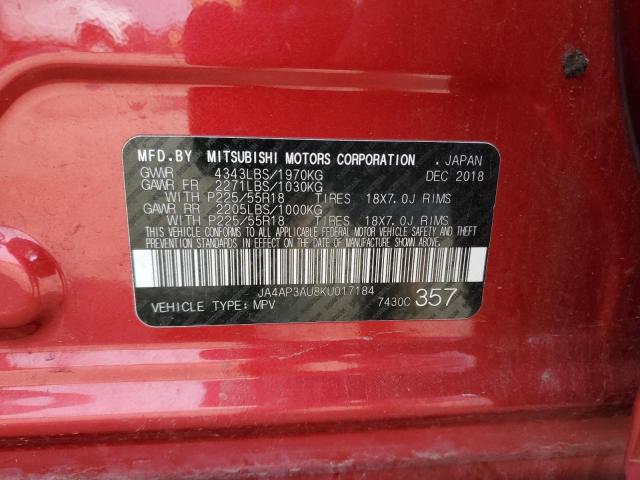 MFD.BY MITSUBISHI MOTORS CORPORATION . JAPAN
GVWR 4343LBS/1970KG DEC 2018
GAWR FR 2271LBS/1030KG
WITH P225/55R18 TIRES 18X7.0J RIMS
GAWR RR 2205LBS/1000KG
WITH P225/55R18 TIRES 18X7.0J RIMS
THIS VEHICLE CONFORMS TO ALL APPLICABLE FEDERAL MOTOR VEHICLE SAFETY AND THEFT
PREVENTION STANDARDS IN EFFECT ON THE DATE OF MANUFACTURE SHOWN ABOVE.
JA4AP3AU8KU017184
VEHICLE TYPE: MPV 7430C 357